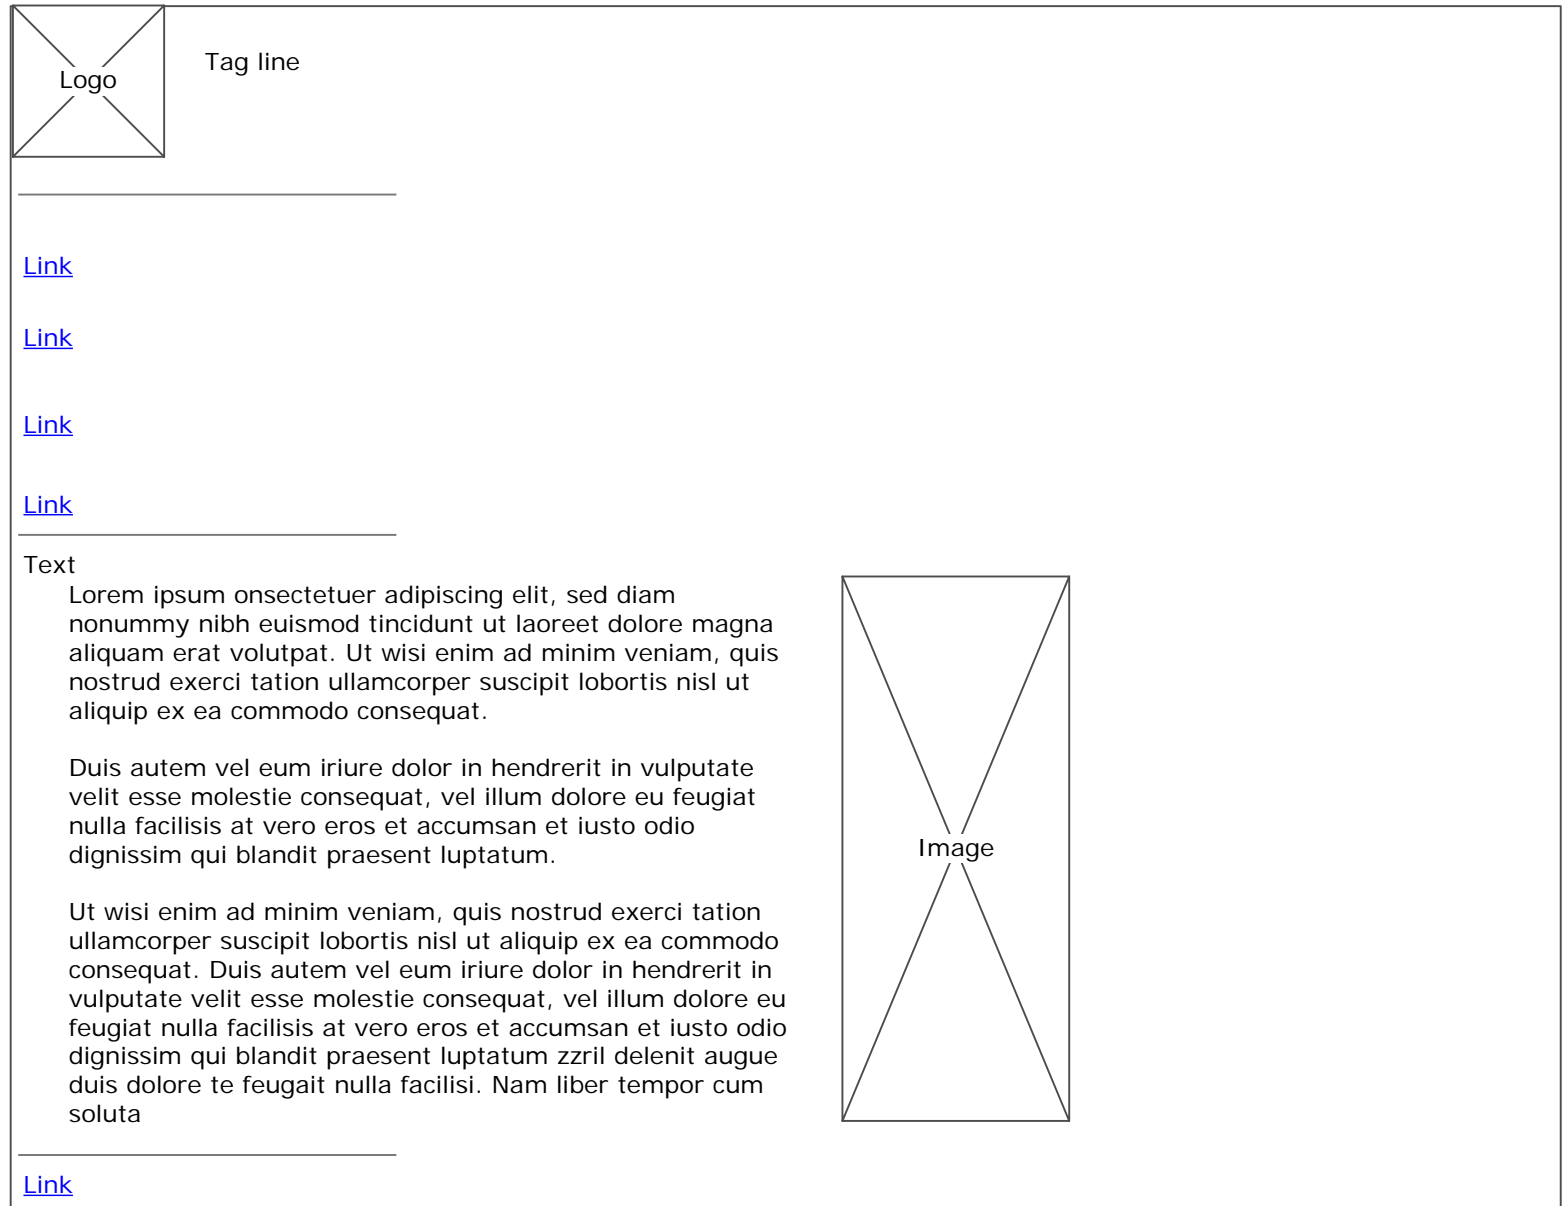 Logo
Tag line
Link
Link
Link
Link
Text
Lorem ipsum onsectetuer adipiscing elit, sed diam
nonummy nibh euismod tincidunt ut laoreet dolore magna
aliquam erat volutpat. Ut wisi enim ad minim veniam, quis
nostrud exerci tation ullamcorper suscipit lobortis nisl ut
aliquip ex ea commodo consequat.
Duis autem vel eum iriure dolor in hendrerit in vulputate
velit esse molestie consequat, vel illum dolore eu feugiat
nulla facilisis at vero eros et accumsan et iusto odio
dignissim qui blandit praesent luptatum.
Ut wisi enim ad minim veniam, quis nostrud exerci tation
ullamcorper suscipit lobortis nisl ut aliquip ex ea commodo
consequat. Duis autem vel eum iriure dolor in hendrerit in
vulputate velit esse molestie consequat, vel illum dolore eu
feugiat nulla facilisis at vero eros et accumsan et iusto odio
dignissim qui blandit praesent luptatum zzril delenit augue
duis dolore te feugait nulla facilisi. Nam liber tempor cum
soluta
Image
Link